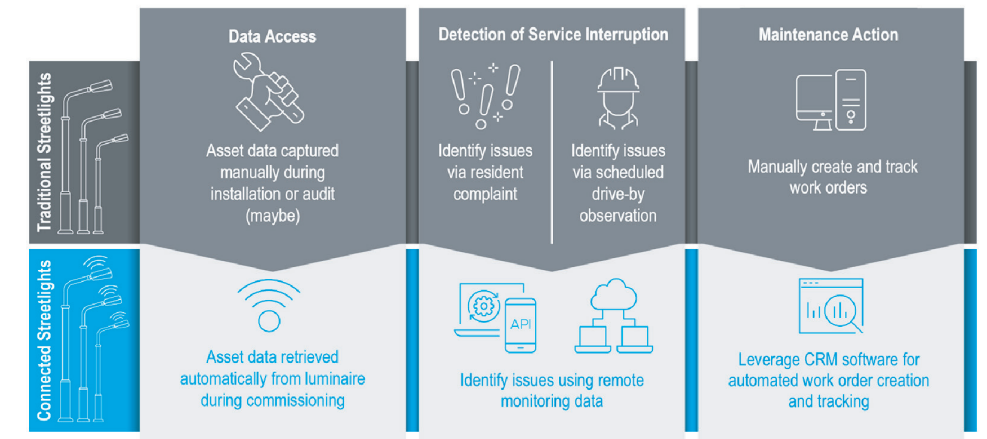 Data Access
Detection of Service Interruption
Maintenance Action
Traditional Streetlights
Asset data captured
manually during
installation or audit
(maybe)
Identify issues
via resident
complaint
Identify issues
via scheduled
drive-by
observation
Manually create and track
work orders
Connected Streetlights
Asset data retrieved
automatically from luminaire
during commissioning
API
Identify issues using remote
monitoring data
Leverage CRM software for
automated work order creation
and tracking